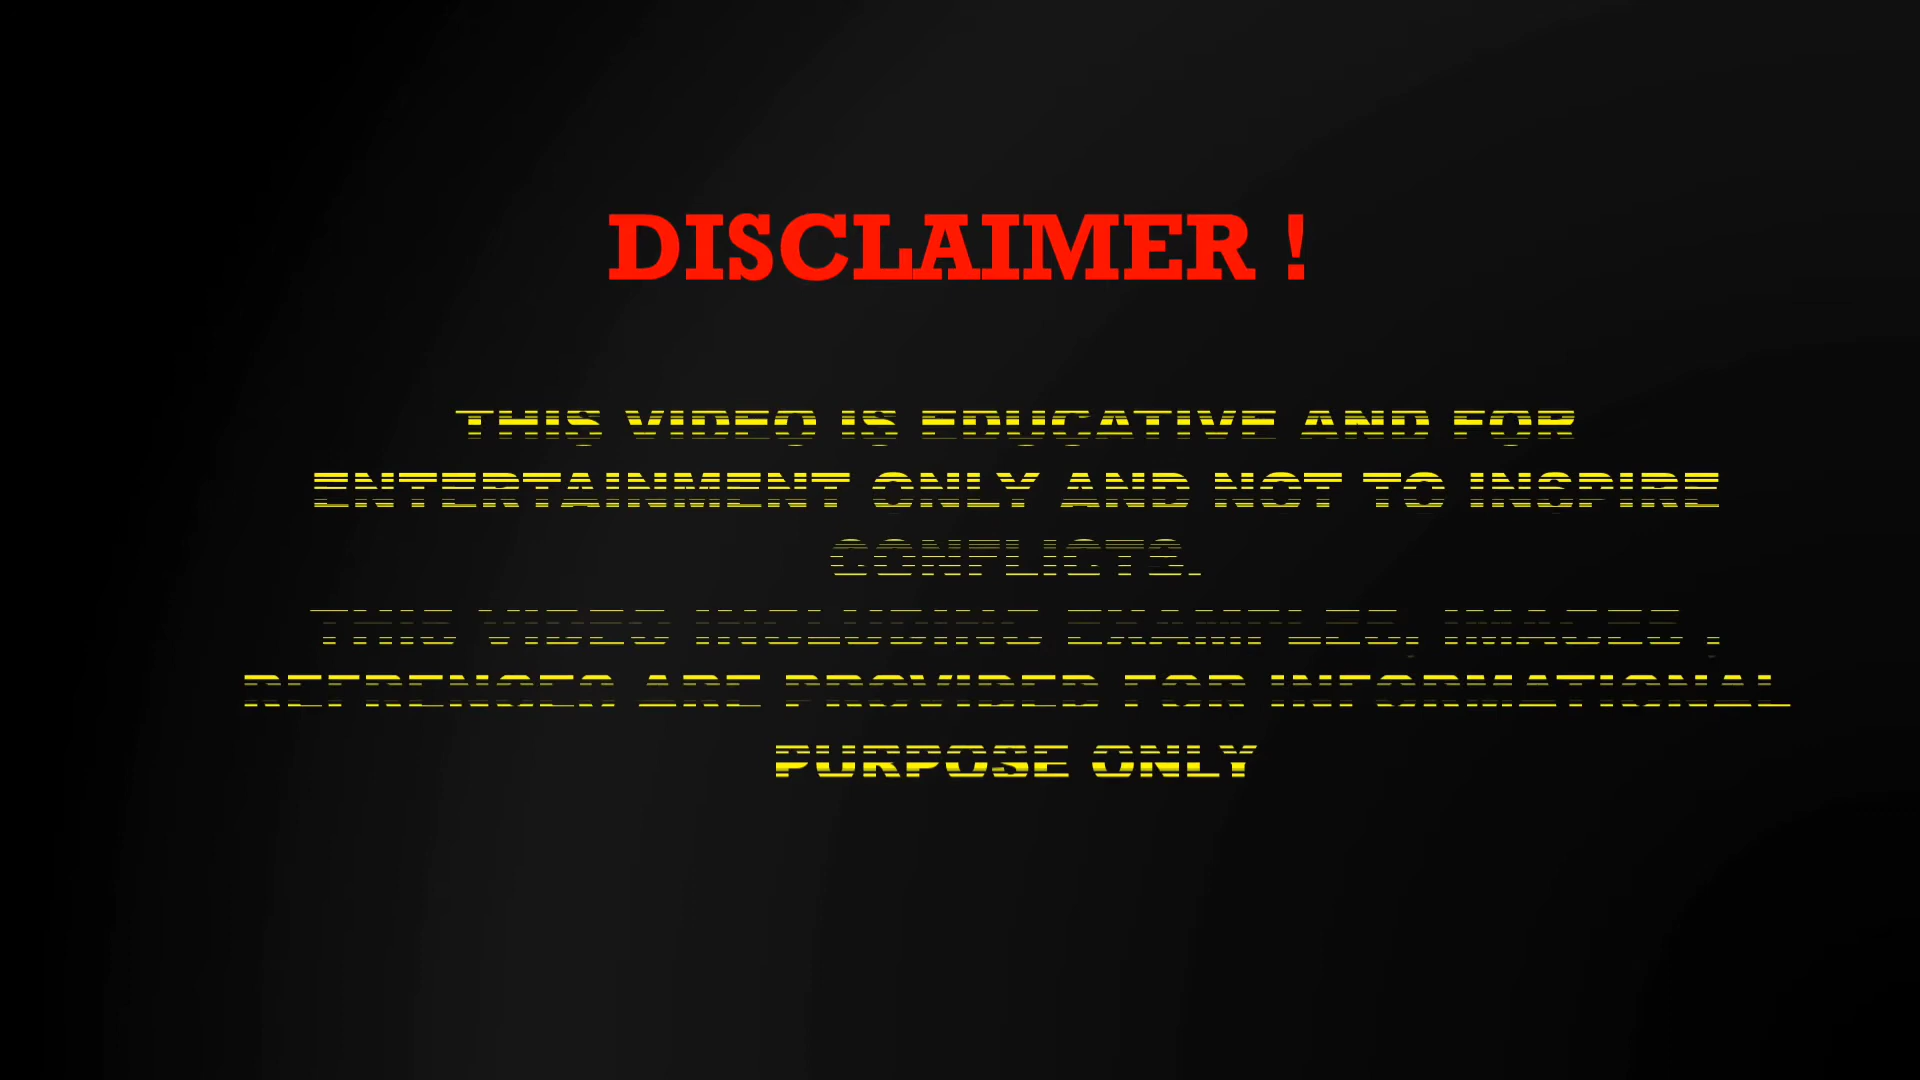 DISCLAIMER !
THIS VIDEO IS EDUCATIVE AND FOR
ENTERTAINMENT ONLY AND NOT TO INSPIRE
CONFLICTS.
THIS VIDEO INCLUDING EXAMPLES, IMAGES ,
REFRENCES ARE PROVIDED FOR INFORMATIONAL
PURPOSE ONLY